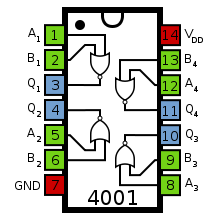 A1 1 14 VDD
B1 2 13 B4
Q1 3 12 A4
Q2 4 11 Q4
A2 5 10 Q3
B2 6 9 B3
GND 7 8 A3
4001